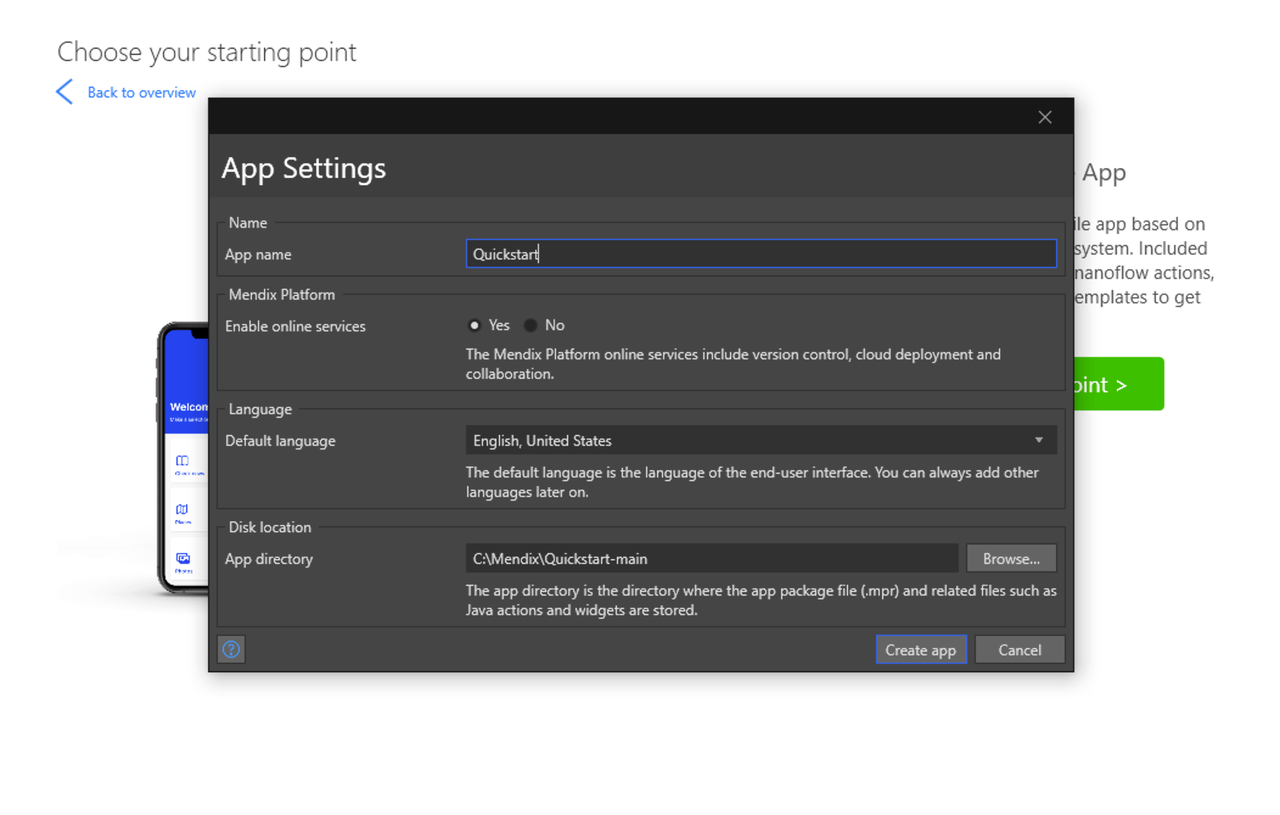 Choose your starting point
Back to overview
App Settings
App
Name
App name
Quickstart
ile app based on
system. Included
nanoflow actions,
emplates to get
Mendix Platform
Enable online services
Yes
No
The Mendix Platform online services include version control, cloud deployment and
collaboration.
oint >
Welcom
Language
Default language
English, United States
The default language is the language of the end-user interface. You can always add other
languages later on.
Disk location
App directory
C:\Mendix\Quickstart-main
Browse...
The app directory is the directory where the app package file (.mpr) and related files such as
Java actions and widgets are stored.
Photos
?
Create app
Cancel